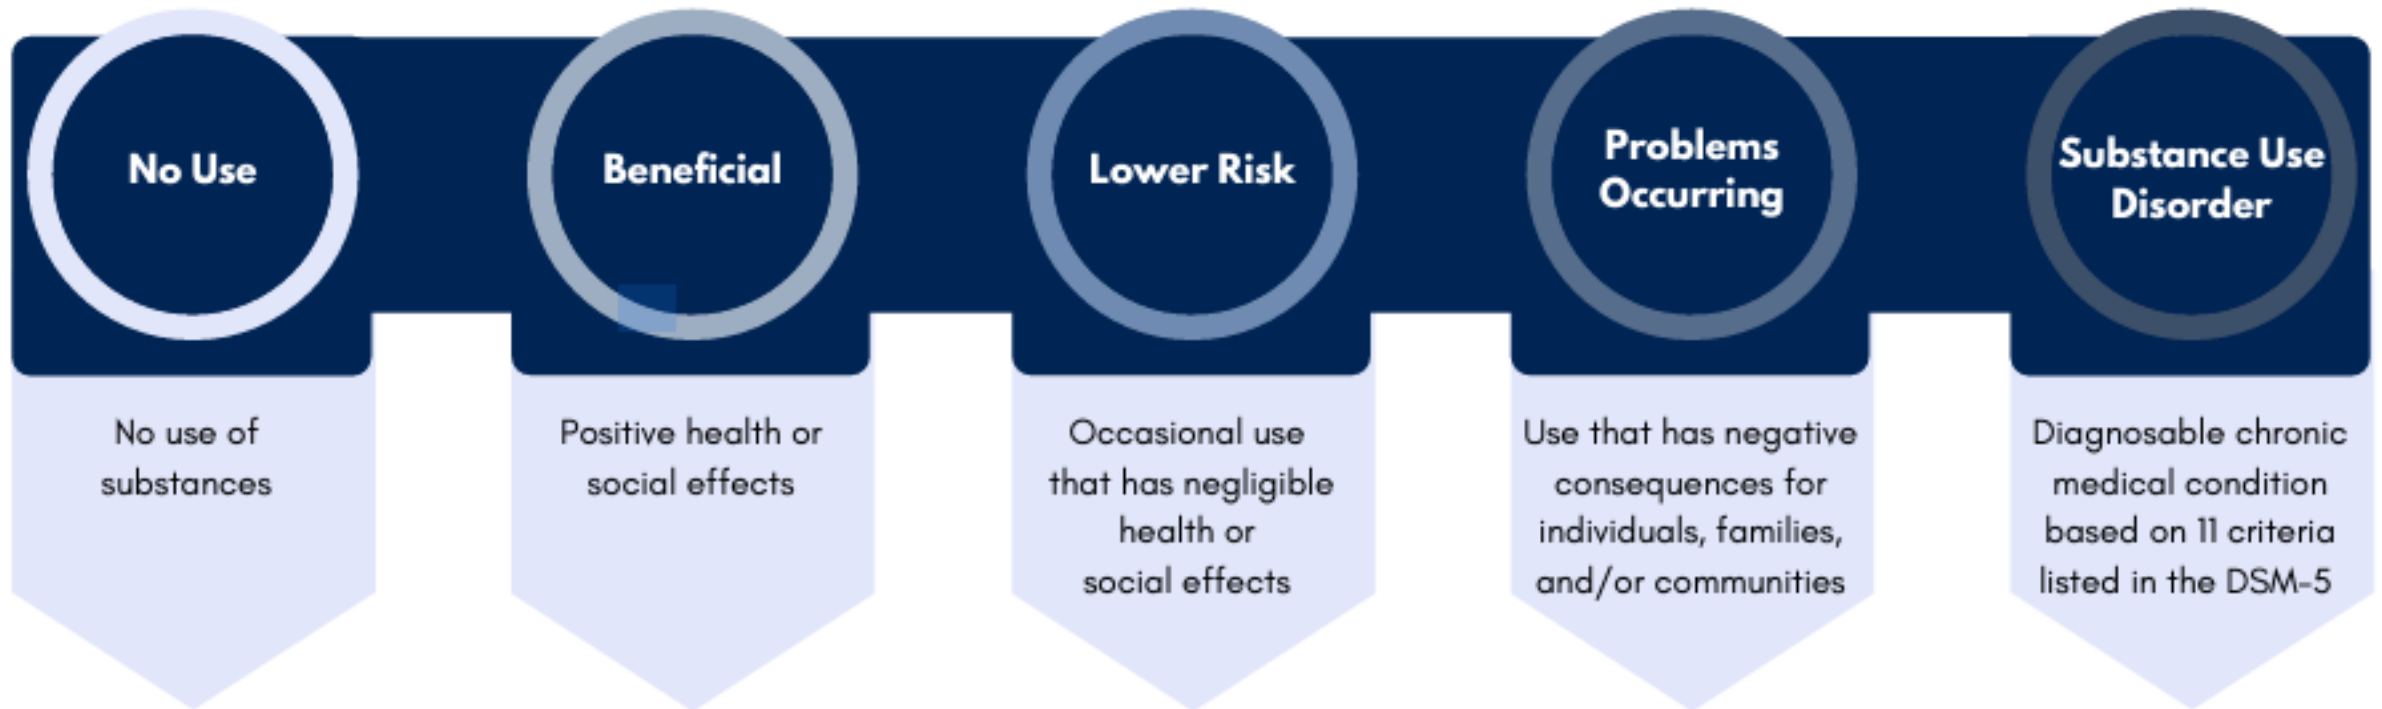 No Use
Beneficial
Lower Risk
Problems
Occurring
Substance Use
Disorder
No use of
substances
Positive health or
social effects
Occasional use
that has negligible
health or
social effects
Use that has negative
consequences for
individuals, families,
and/or communities
Diagnosable chronic
medical condition
based on 11 criteria
listed in the DSM-5